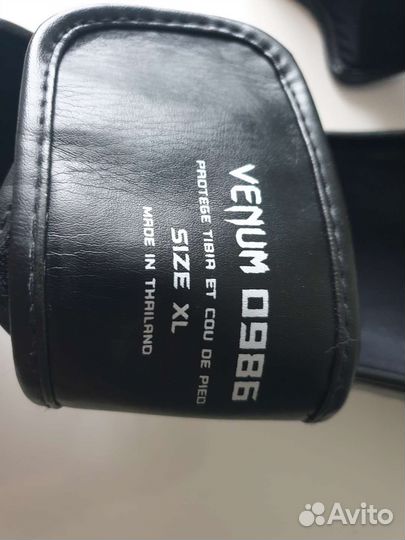 VENUM 0986
PROTEGE TIBIA ET COU DE PIED
SIZE XL
MADE IN THAILAND
Avito